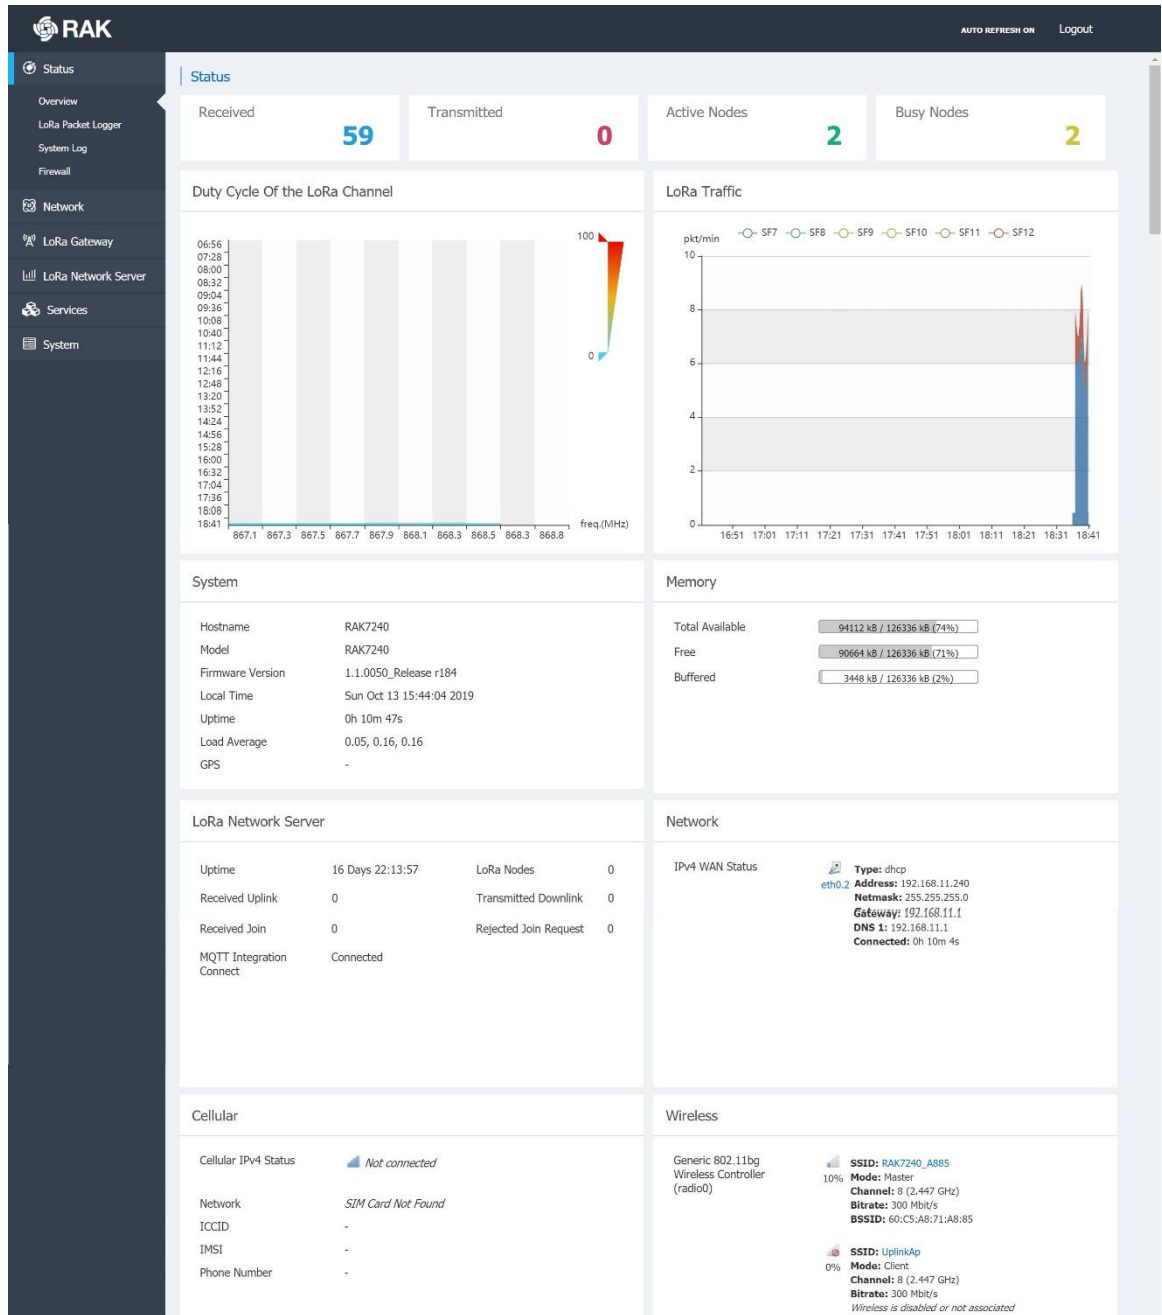 RAK
AUTO REFRESH ON
Logout
Status
Overview
LoRa Packet Logger
System Log
Firewall
Network
LoRa Gateway
LoRa Network Server
Services
System
Status
Received
59
Transmitted
0
Active Nodes
2
Busy Nodes
2
Duty Cycle Of the LoRa Channel
100
0
06:56
07:28
08:00
08:32
09:04
09:36
10:08
10:40
11:12
11:44
12:16
12:48
13:20
13:52
14:24
14:56
15:28
16:00
16:32
17:04
17:36
18:08
18:41
867.1 867.3 867.5 867.7 867.9 868.1 868.3 868.5 868.3 868.8
freq.(MHz)
LoRa Traffic
pkt/min
SF7 SF8 SF9 SF10 SF11 SF12
10
8
6
4
2
0
16:51 17:01 17:11 17:21 17:31 17:41 17:51 18:01 18:11 18:21 18:31 18:41
System
Hostname RAK7240
Model RAK7240
Firmware Version 1.1.0050_Release r184
Local Time Sun Oct 13 15:44:04 2019
Uptime 0h 10m 47s
Load Average 0.05, 0.16, 0.16
GPS -
Memory
Total Available 94112 kB / 126336 kB (74%)
Free 90664 kB / 126336 kB (71%)
Buffered 3448 kB / 126336 kB (2%)
LoRa Network Server
Uptime 16 Days 22:13:57 LoRa Nodes 0
Received Uplink 0 Transmitted Downlink 0
Received Join 0 Rejected Join Request 0
MQTT Integration Connected
Connect
Network
IPv4 WAN Status
eth0.2
Type: dhcp
Address: 192.168.11.240
Netmask: 255.255.255.0
Gateway: 192.168.11.1
DNS 1: 192.168.11.1
Connected: 0h 10m 4s
Cellular
Cellular IPv4 Status Not connected
Network SIM Card Not Found
ICCID -
IMSI -
Phone Number -
Wireless
Generic 802.11bg
Wireless Controller
(radio0)
10%
SSID: RAK7240_A885
Mode: Master
Channel: 8 (2.447 GHz)
Bitrate: 300 Mbit/s
BSSID: 60:C5:A8:71:A8:85
0%
SSID: UplinkAp
Mode: Client
Channel: 8 (2.447 GHz)
Bitrate: 300 Mbit/s
Wireless is disabled or not associated